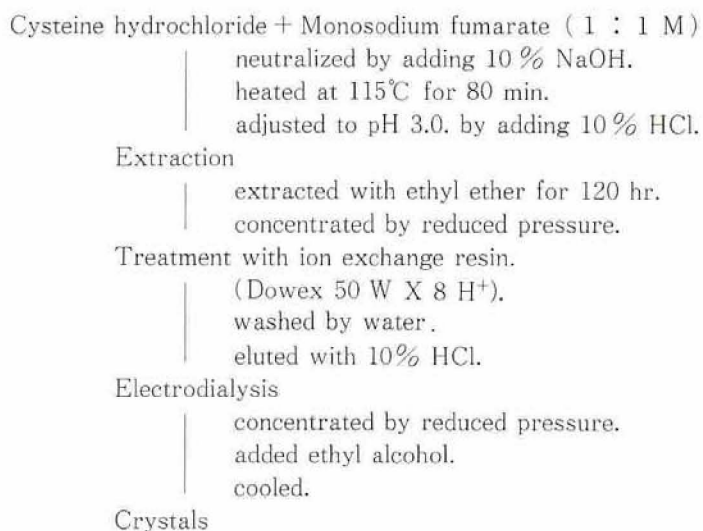 Cysteine hydrochloride + Monosodium fumarate ( 1 : 1 M )
neutralized by adding 10 % NaOH.
heated at 115℃ for 80 min.
adjusted to pH 3.0. by adding 10 % HCl.
Extraction
extracted with ethyl ether for 120 hr.
concentrated by reduced pressure.
Treatment with ion exchange resin.
(Dowex 50 W X 8 H⁺).
washed by water.
eluted with 10% HCl.
Electrodialysis
concentrated by reduced pressure.
added ethyl alcohol.
cooled.
Crystals